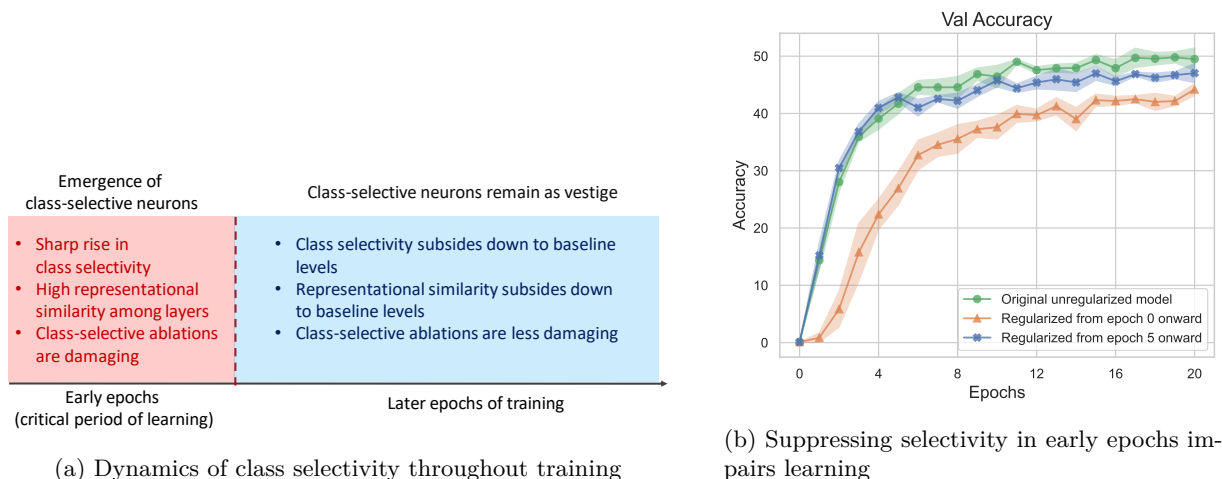 Emergence of
class-selective neurons
Class-selective neurons remain as vestige
• Sharp rise in
class selectivity
• High representational
similarity among layers
• Class-selective ablations
are damaging
• Class selectivity subsides down to baseline
levels
• Representational similarity subsides down
to baseline levels
• Class-selective ablations are less damaging
Early epochs
(critical period of learning)
Later epochs of training
(a) Dynamics of class selectivity throughout training
Val Accuracy
Accuracy
50
40
30
20
10
0
Original unregularized model
Regularized from epoch 0 onward
Regularized from epoch 5 onward
0 4 8 12 16 20
Epochs
(b) Suppressing selectivity in early epochs im-
pairs learning